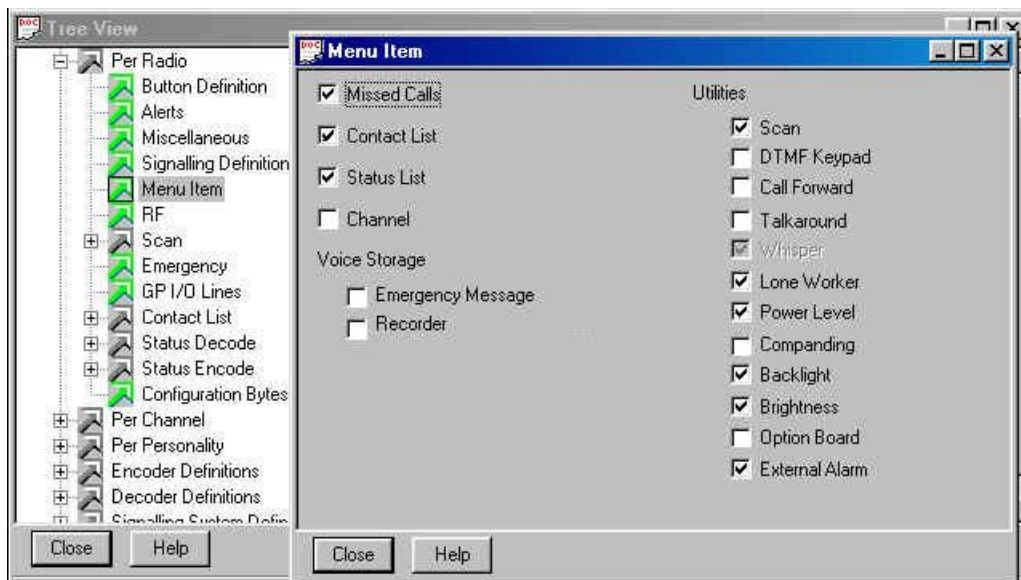 Tree View
Per Radio
Button Definition
Alerts
Miscellaneous
Signalling Definition
Menu Item
RF
Scan
Emergency
GP I/O Lines
Contact List
Status Decode
Status Encode
Configuration Bytes
Per Channel
Per Personality
Encoder Definitions
Decoder Definitions
Signalling System Defin
Close
Help
Menu Item
Missed Calls
Contact List
Status List
Channel
Voice Storage
Emergency Message
Recorder
Utilities
Scan
DTMF Keypad
Call Forward
Talkaround
Whisper
Lone Worker
Power Level
Companding
Backlight
Brightness
Option Board
External Alarm
Close
Help